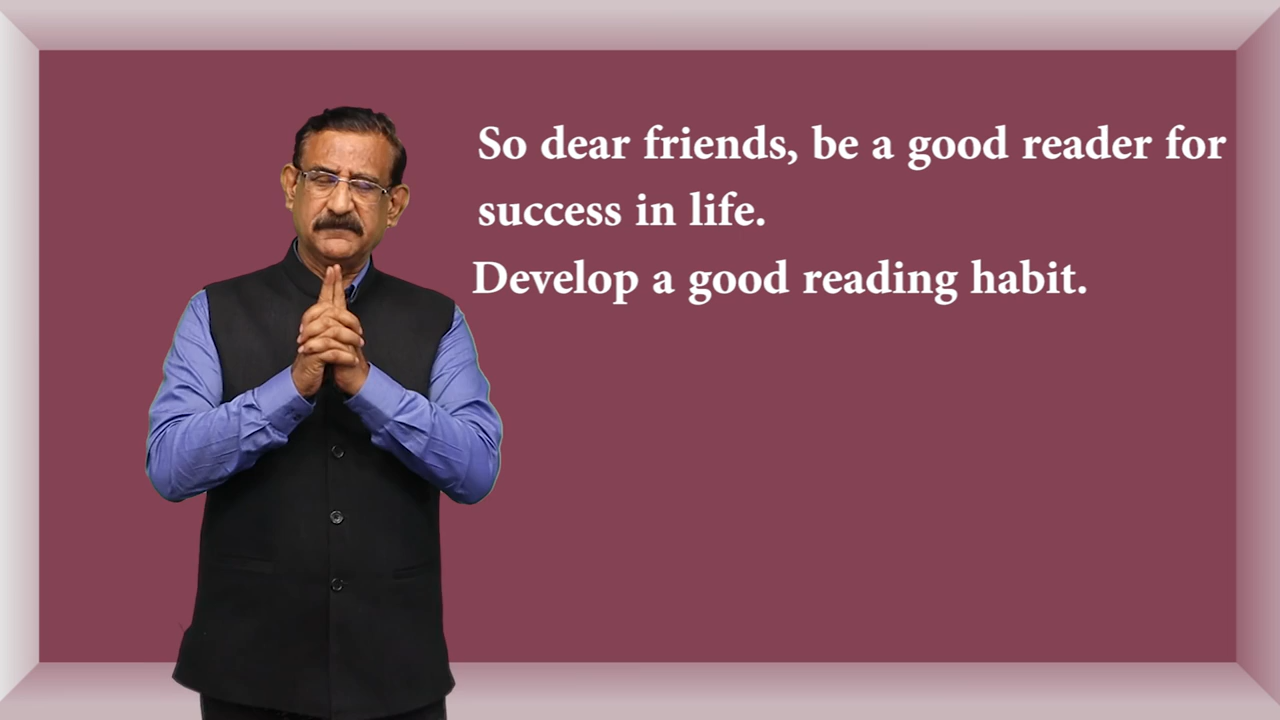 So dear friends, be a good reader for
success in life.
Develop a good reading habit.